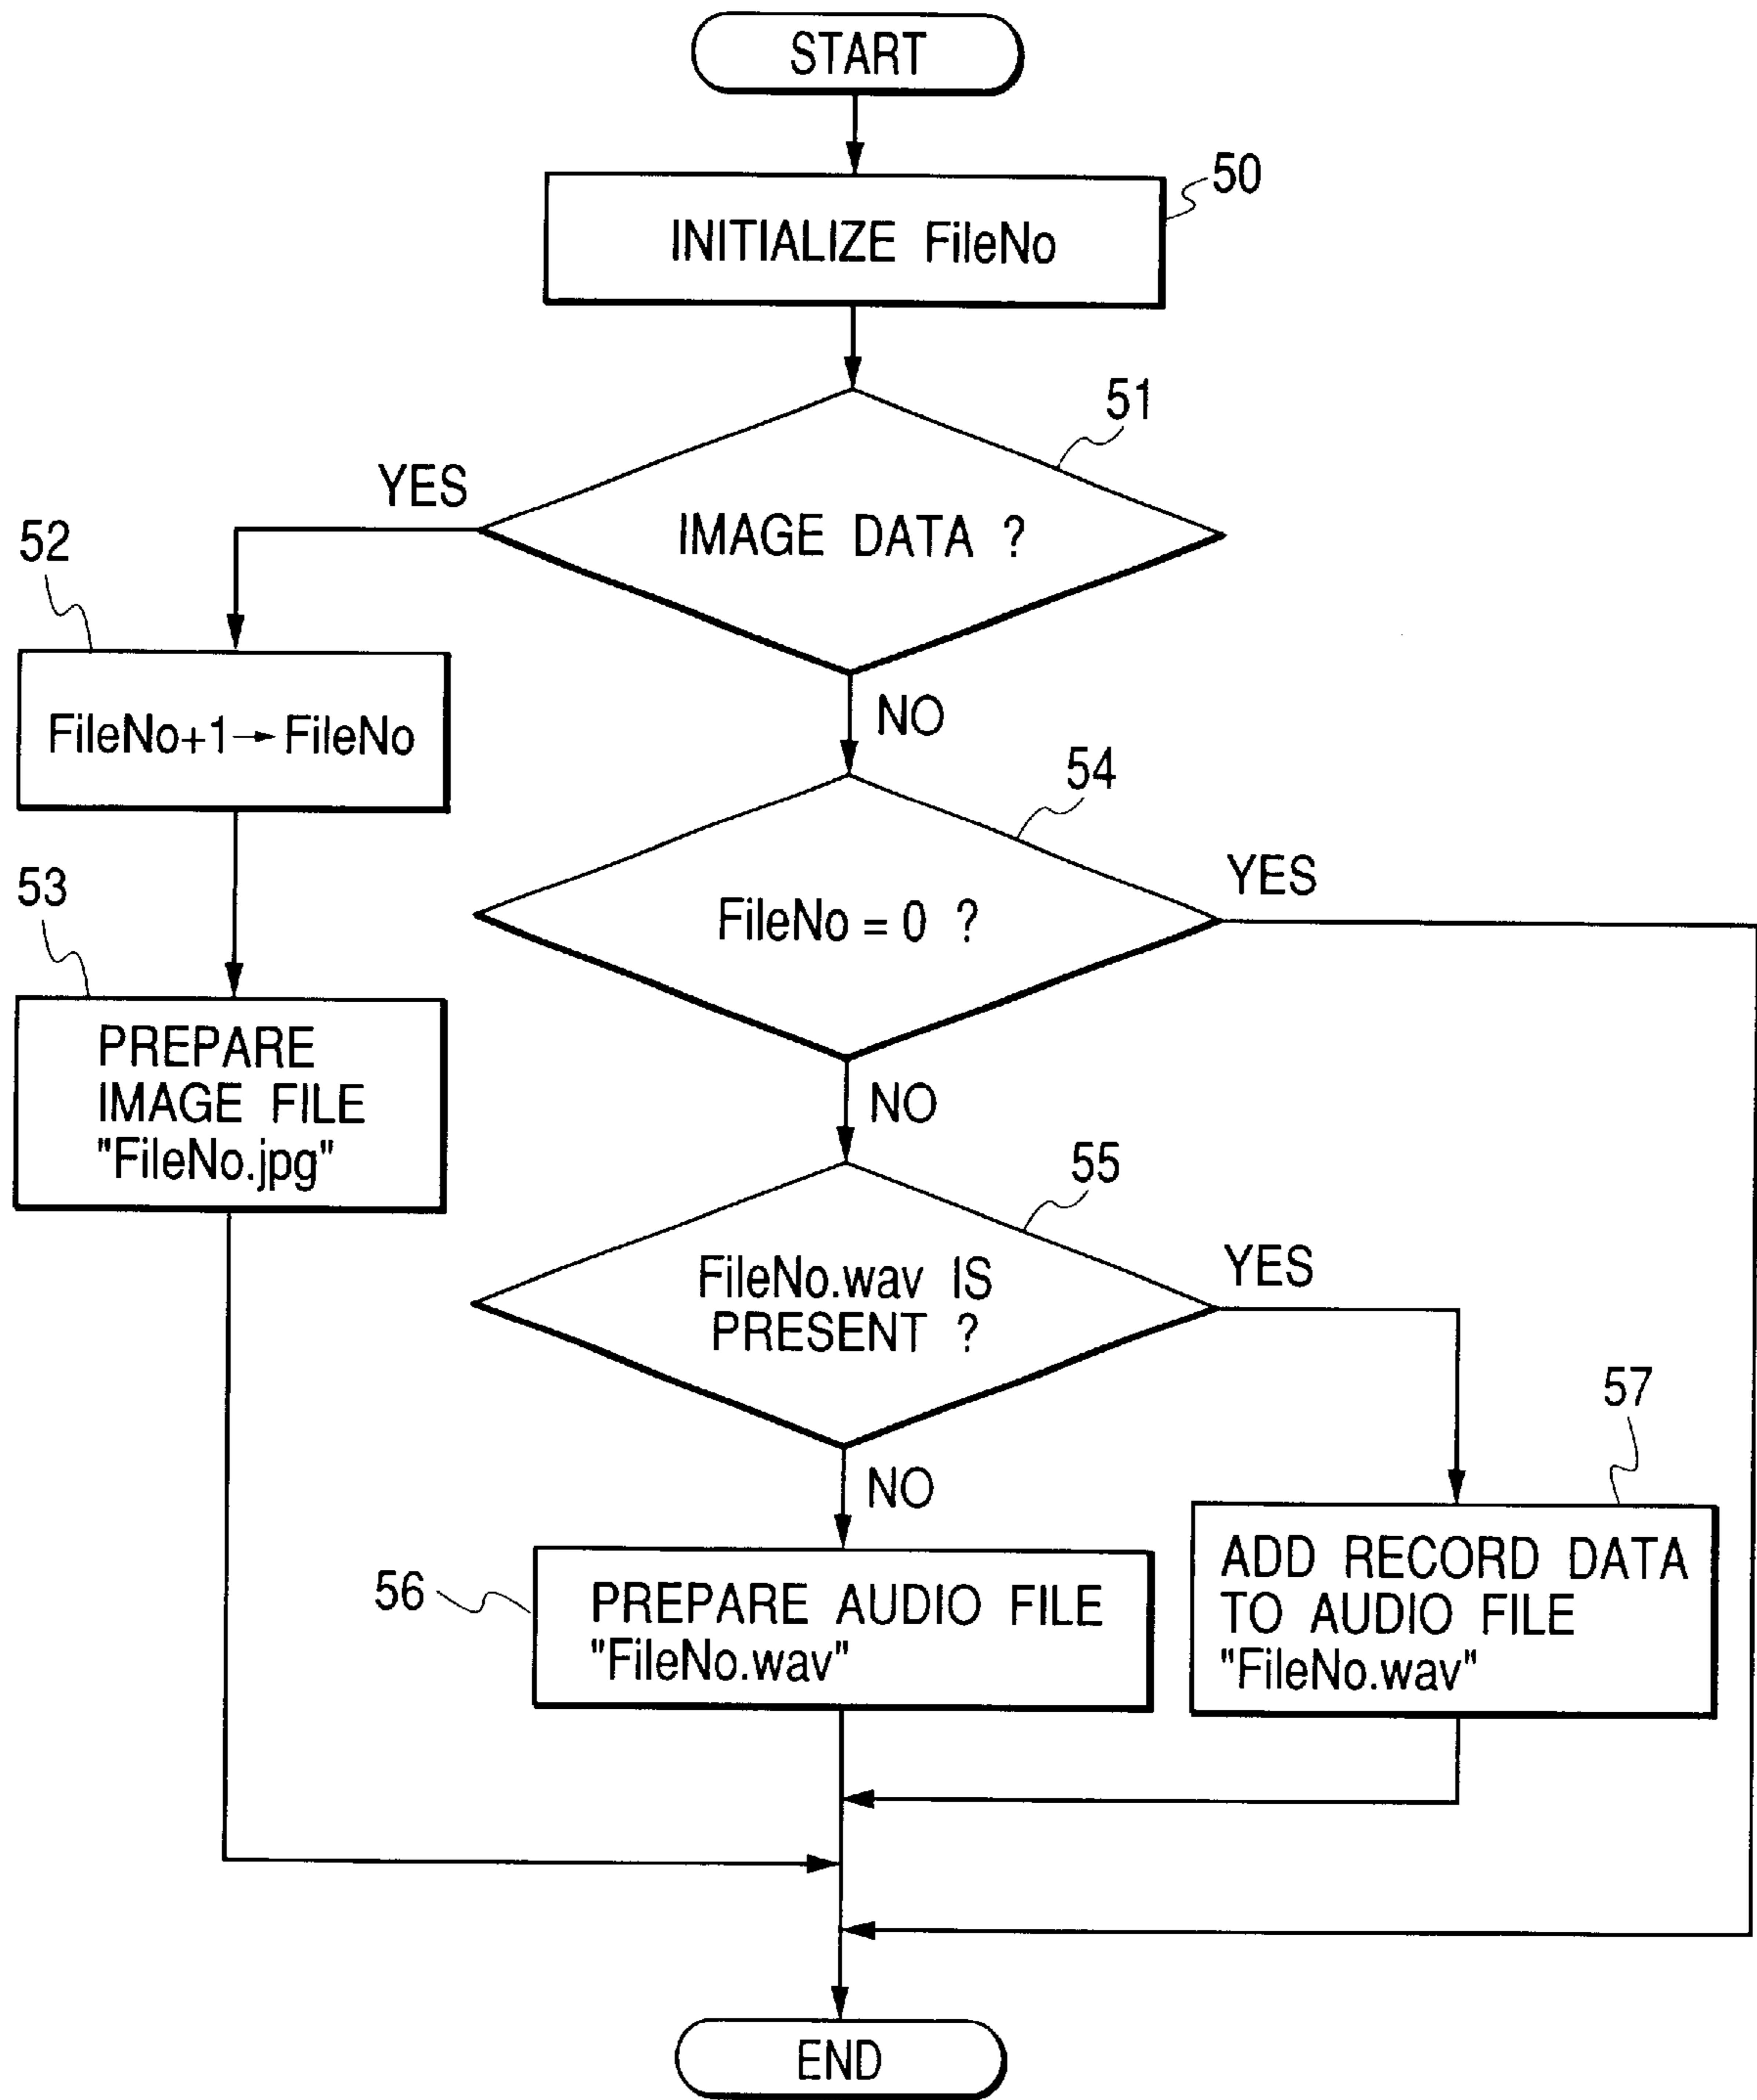 START
50
INITIALIZE FileNo
51
YES
IMAGE DATA ?
52
NO
FileNo+1→FileNo
54
YES
53
FileNo = 0 ?
PREPARE
IMAGE FILE
"FileNo.jpg"
NO
55
YES
FileNo.wav IS
PRESENT ?
57
NO
56
PREPARE AUDIO FILE
"FileNo.wav"
ADD RECORD DATA
TO AUDIO FILE
"FileNo.wav"
END